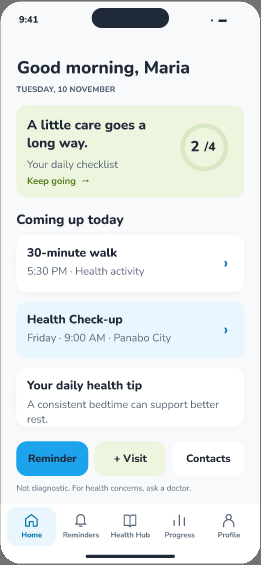 9:41
Good morning, Maria
TUESDAY, 10 NOVEMBER
A little care goes a
long way.
2 /4
Your daily checklist
Keep going →
Coming up today
30-minute walk
5:30 PM · Health activity
›
Health Check-up
Friday · 9:00 AM · Panabo City
›
Your daily health tip
A consistent bedtime can support better
rest.
Reminder
+ Visit
Contacts
Not diagnostic. For health concerns, ask a doctor.
Home
Reminders
Health Hub
Progress
Profile